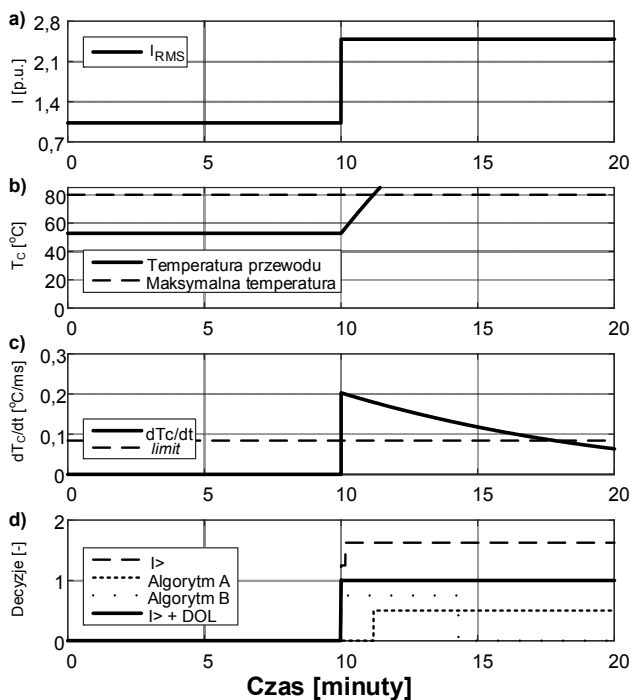 a)
2,8
2,1
1,4
0,7
I [p.u.]
I RMS
0 5 10 15 20
b)
80
60
40
20
0
TC [°C]
Temperatura przewodu
Maksymalna temperatura
0 5 10 15 20
c)
0,3
0,2
0,1
0
dTC/dt [°C/ms]
dTc/dt
limit
0 5 10 15 20
d)
2
1
0
Decyzje [-]
I>
Algorytm A
Algorytm B
I> + DOL
0 5 10 15 20
Czas [minuty]